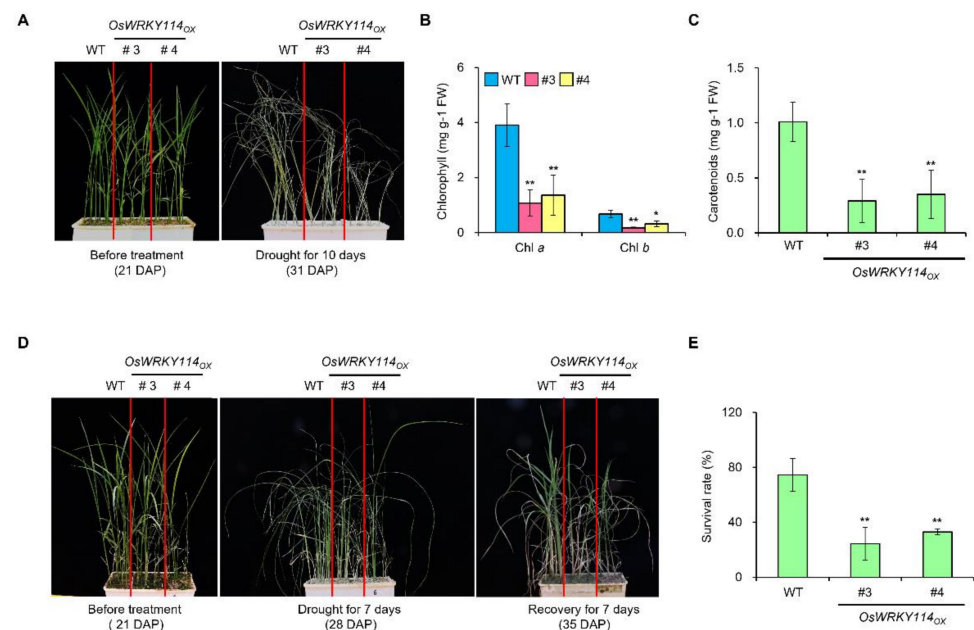 A
OsWRKY114OX
WT # 3 # 4
OsWRKY114OX
WT #3 #4
Before treatment
(21 DAP)
Drought for 10 days
(31 DAP)
B
Chlorophyll (mg g-1 FW)
6
4
2
0
WT #3 #4
**
**
**
*
Chl a
Chl b
C
Carotenoids (mg g-1 FW)
1.5
1.0
0.5
0.0
**
**
WT
#3
#4
OsWRKY114OX
D
OsWRKY114OX
WT # 3 # 4
OsWRKY114OX
WT #3 #4
OsWRKY114OX
WT #3 #4
Before treatment
( 21 DAP)
Drought for 7 days
(28 DAP)
Recovery for 7 days
(35 DAP)
E
Survival rate (%)
120
80
40
0
**
**
WT
#3
#4
OsWRKY114OX